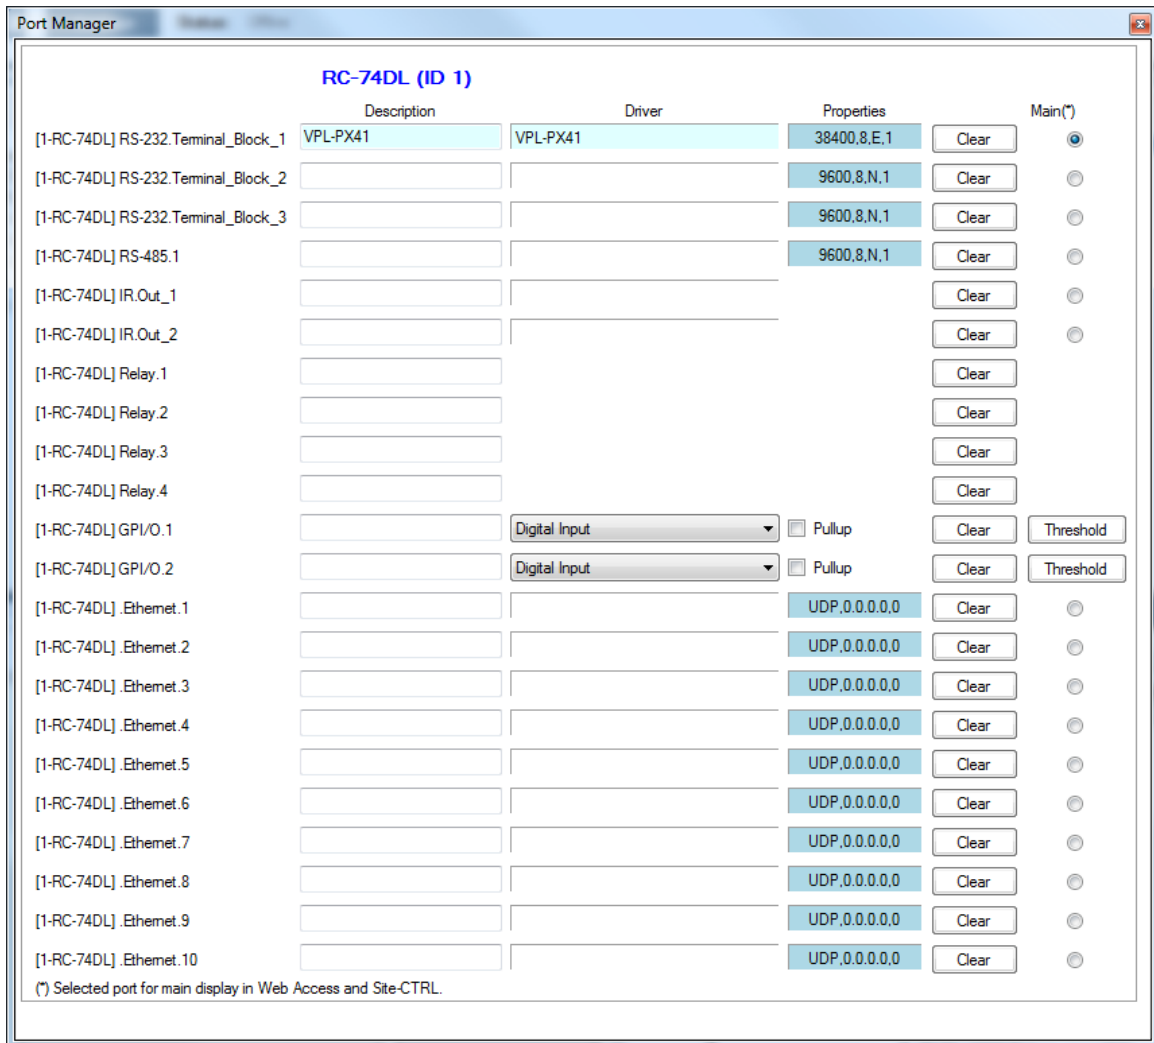 Port Manager Status: Offline
RC-74DL (ID 1)
Description Driver Properties Main(*)
[1-RC-74DL] RS-232.Terminal_Block_1 VPL-PX41 VPL-PX41 38400,8,E,1 Clear
[1-RC-74DL] RS-232.Terminal_Block_2 9600,8,N,1 Clear
[1-RC-74DL] RS-232.Terminal_Block_3 9600,8,N,1 Clear
[1-RC-74DL] RS-485.1 9600,8,N,1 Clear
[1-RC-74DL] IR.Out_1 Clear
[1-RC-74DL] IR.Out_2 Clear
[1-RC-74DL] Relay.1 Clear
[1-RC-74DL] Relay.2 Clear
[1-RC-74DL] Relay.3 Clear
[1-RC-74DL] Relay.4 Clear
[1-RC-74DL] GPI/O.1 Digital Input Pullup Clear Threshold
[1-RC-74DL] GPI/O.2 Digital Input Pullup Clear Threshold
[1-RC-74DL] .Ethernet.1 UDP,0.0.0.0,0 Clear
[1-RC-74DL] .Ethernet.2 UDP,0.0.0.0,0 Clear
[1-RC-74DL] .Ethernet.3 UDP,0.0.0.0,0 Clear
[1-RC-74DL] .Ethernet.4 UDP,0.0.0.0,0 Clear
[1-RC-74DL] .Ethernet.5 UDP,0.0.0.0,0 Clear
[1-RC-74DL] .Ethernet.6 UDP,0.0.0.0,0 Clear
[1-RC-74DL] .Ethernet.7 UDP,0.0.0.0,0 Clear
[1-RC-74DL] .Ethernet.8 UDP,0.0.0.0,0 Clear
[1-RC-74DL] .Ethernet.9 UDP,0.0.0.0,0 Clear
[1-RC-74DL] .Ethernet.10 UDP,0.0.0.0,0 Clear
(*) Selected port for main display in Web Access and Site-CTRL.